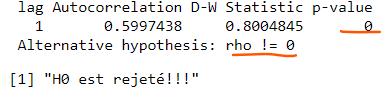 lag Autocorrelation D-W Statistic p-value
1 0.5997438 0.8004845 0
Alternative hypothesis: rho != 0
[1] "H0 est rejeté!!!"